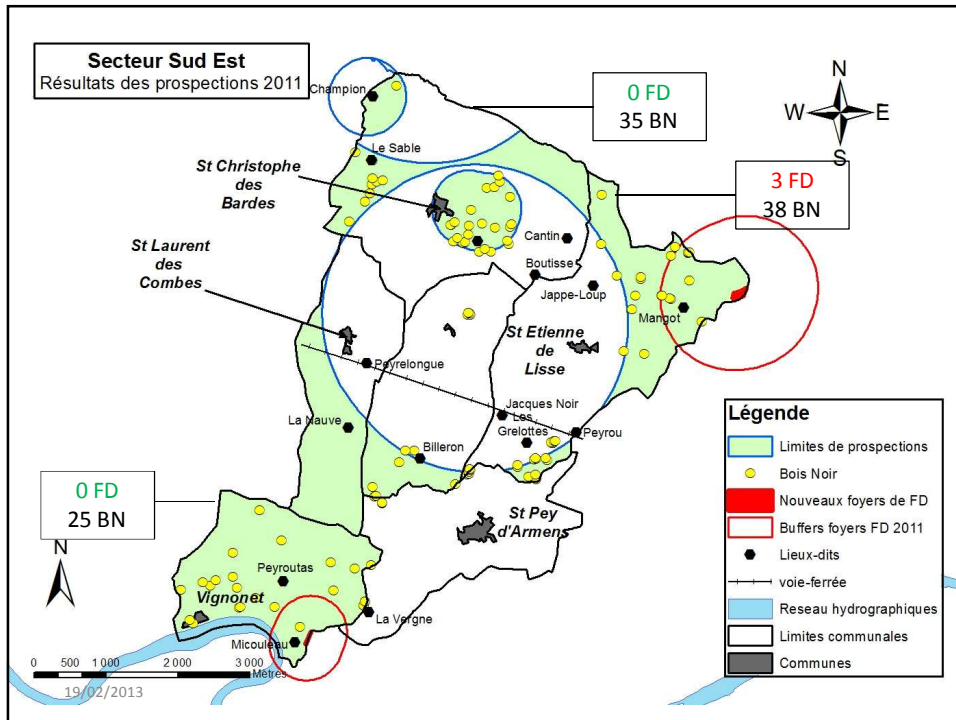 Secteur Sud Est
Résultats des prospections 2011
0 FD
35 BN
N
W
E
S
3 FD
38 BN
Champion
Le Sable
St Christophe
des
Bardes
St Laurent
des
Combes
Cantin
Boutisse
Jappe-Loup
Mangot
St Etienne
de
Lisse
Peyrelongue
Jacques Noir
Les
Grelottes
Peyrou
La Nauve
Billeron
St Pey
d'Armens
0 FD
25 BN
N
Peyroutas
Vignonet
La Vergne
Micouleau
0 500 1 000 2 000 3 000
Mètres
19/02/2013
Légende
Limites de prospections
Bois Noir
Nouveaux foyers de FD
Buffers foyers FD 2011
Lieux-dits
voie-ferrée
Reseau hydrographiques
Limites communales
Communes